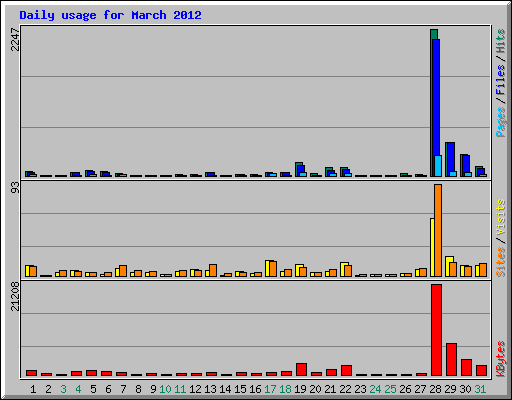 Daily usage for March 2012
2247
Pages / Files / Hits
93
Sites / Visits
21208
KBytes
1 2 3 4 5 6 7 8 9 10 11 12 13 14 15 16 17 18 19 20 21 22 23 24 25 26 27 28 29 30 31